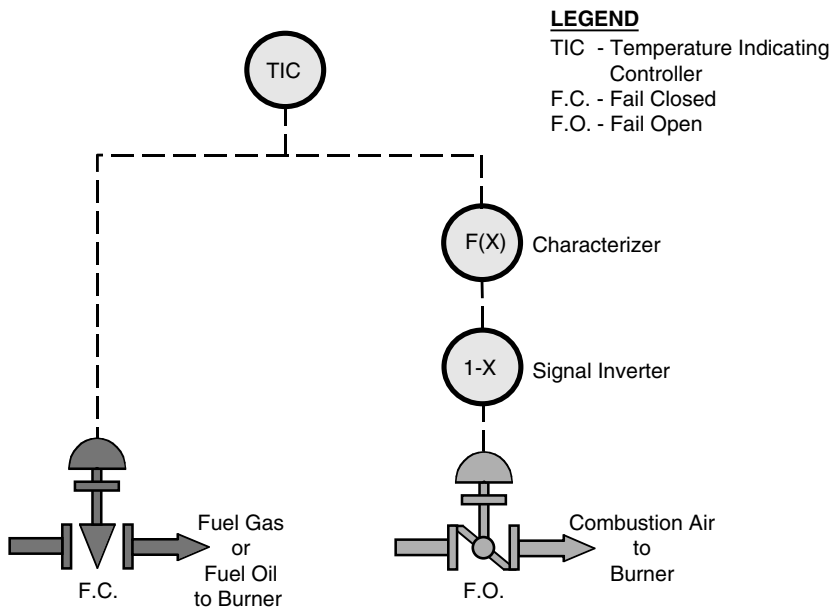 LEGEND
TIC - Temperature Indicating
Controller
F.C. - Fail Closed
F.O. - Fail Open
TIC
F(X)
Characterizer
1-X
Signal Inverter
Fuel Gas
or
Fuel Oil
to Burner
F.C.
Combustion Air
to
Burner
F.O.